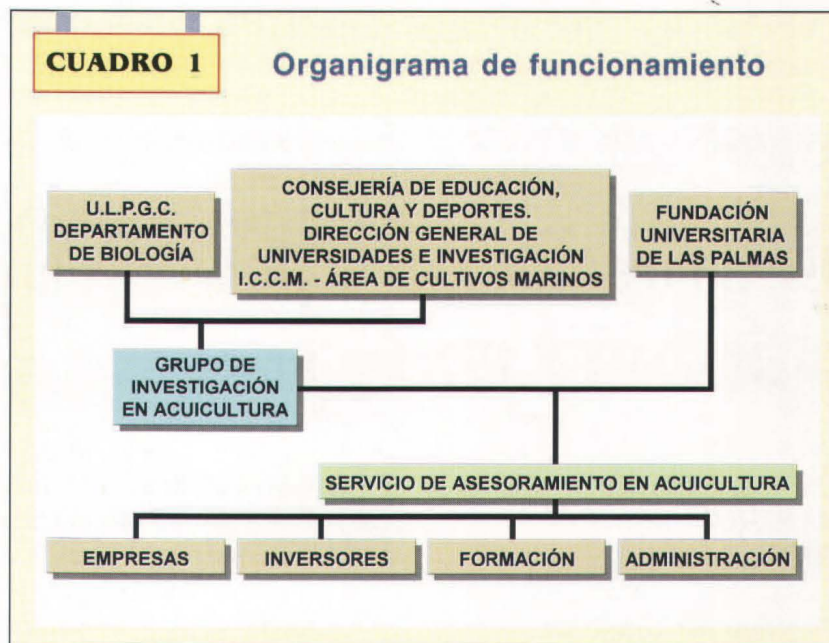 CUADRO 1
Organigrama de funcionamiento
U.L.P.G.C.
DEPARTAMENTO
DE BIOLOGÍA
CONSEJERÍA DE EDUCACIÓN,
CULTURA Y DEPORTES.
DIRECCIÓN GENERAL DE
UNIVERSIDADES E INVESTIGACIÓN
I.C.C.M. - ÁREA DE CULTIVOS MARINOS
FUNDACIÓN
UNIVERSITARIA
DE LAS PALMAS
GRUPO DE
INVESTIGACIÓN
EN ACUICULTURA
SERVICIO DE ASESORAMIENTO EN ACUICULTURA
EMPRESAS
INVERSORES
FORMACIÓN
ADMINISTRACIÓN